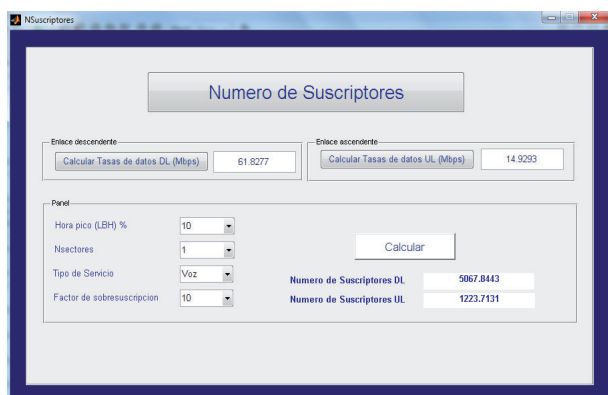 NSuscriptores
Numero de Suscriptores
Enlace descendente
Calcular Tasas de datos DL (Mbps)
61.8277
Enlace ascendente
Calcular Tasas de datos UL (Mbps)
14.9293
Panel
Hora pico (LBH) %
10
Nsectores
1
Tipo de Servicio
Voz
Factor de sobresuscripcion
10
Calcular
Numero de Suscriptores DL
5067.8443
Numero de Suscriptores UL
1223.7131